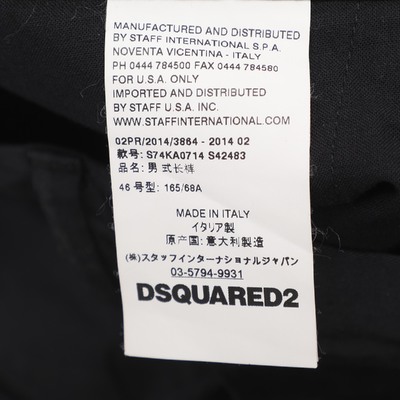 MANUFACTURED AND DISTRIBUTED
BY STAFF INTERNATIONAL S.P.A.
NOVENTA VICENTINA - ITALY
PH 0444 784500 FAX 0444 784580
FOR U.S.A. ONLY
IMPORTED AND DISTRIBUTED
BY STAFF U.S.A. INC.
WWW.STAFFINTERNATIONAL.COM
02PR/2014/3864 - 2014 02
款号: S74KA0714 S42483
品名: 男式长裤
46 号型: 165/68A
MADE IN ITALY
イタリア製
原产国: 意大利製造
(株)スタッフインターナショナルジャパン
03-5794-9931
DSQUARED2